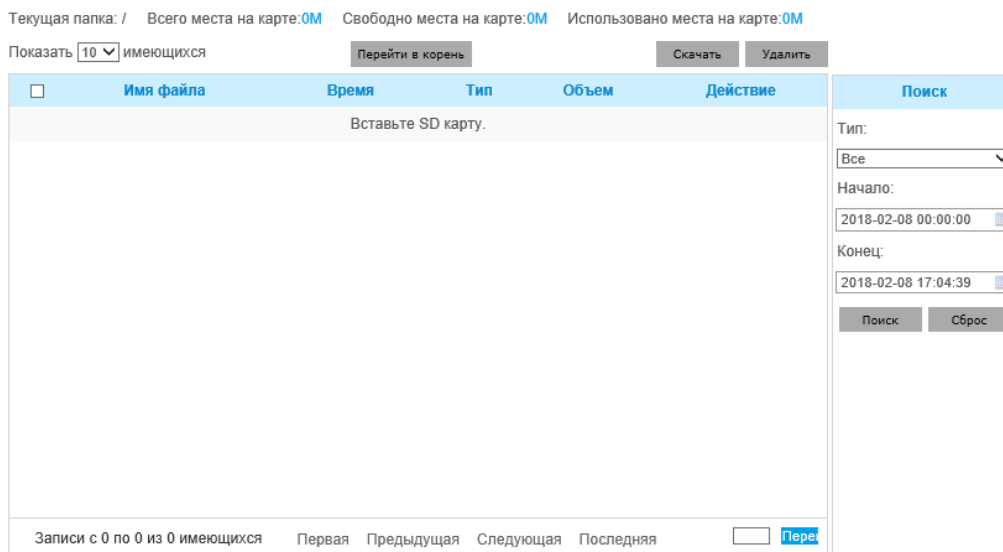 Текущая папка: / Всего места на карте:0M Свободно места на карте:0M Использовано места на карте:0M
Показать 10 имеющихся Перейти в корень Скачать Удалить
Имя файла Время Тип Объем Действие Поиск
Вставьте SD карту.
Тип:
Все
Начало:
2018-02-08 00:00:00
Конец:
2018-02-08 17:04:39
Поиск Сброс
Записи с 0 по 0 из 0 имеющихся Первая Предыдущая Следующая Последняя